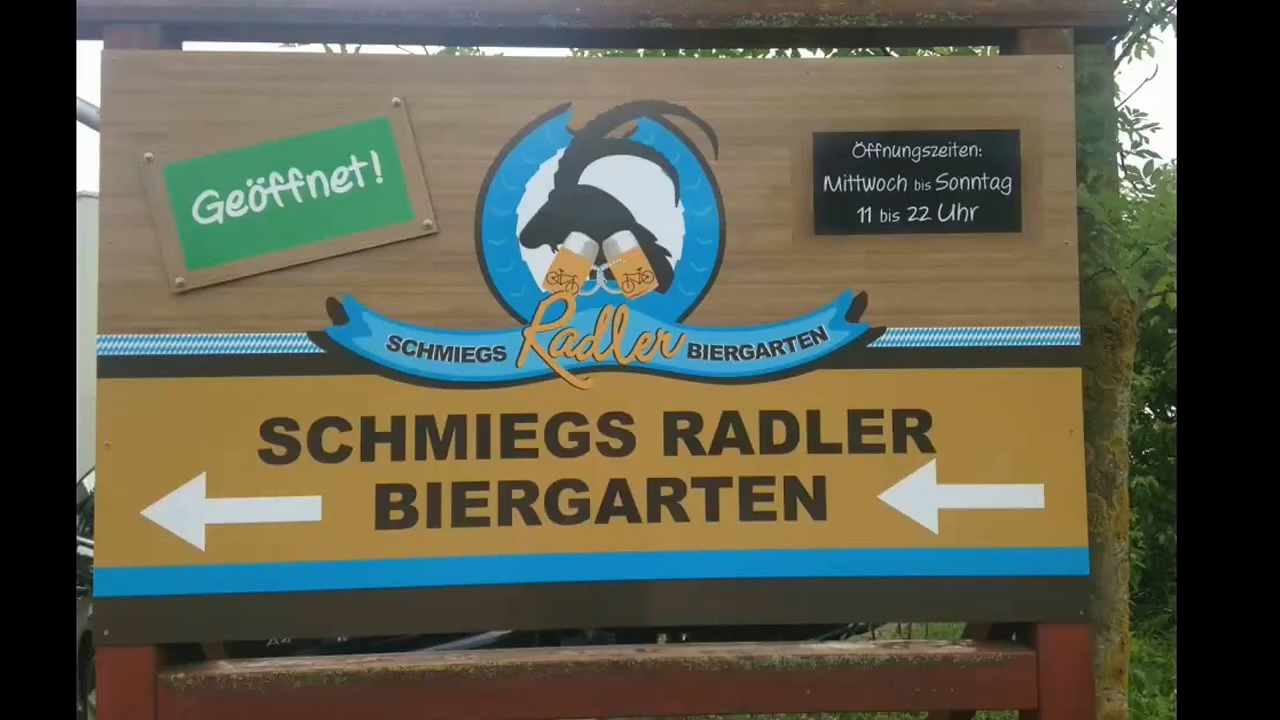 Geöffnet!
Öffnungszeiten:
Mittwoch bis Sonntag
11 bis 22 Uhr
SCHMIEGS Radler BIERGARTEN
SCHMIEGS RADLER
BIERGARTEN